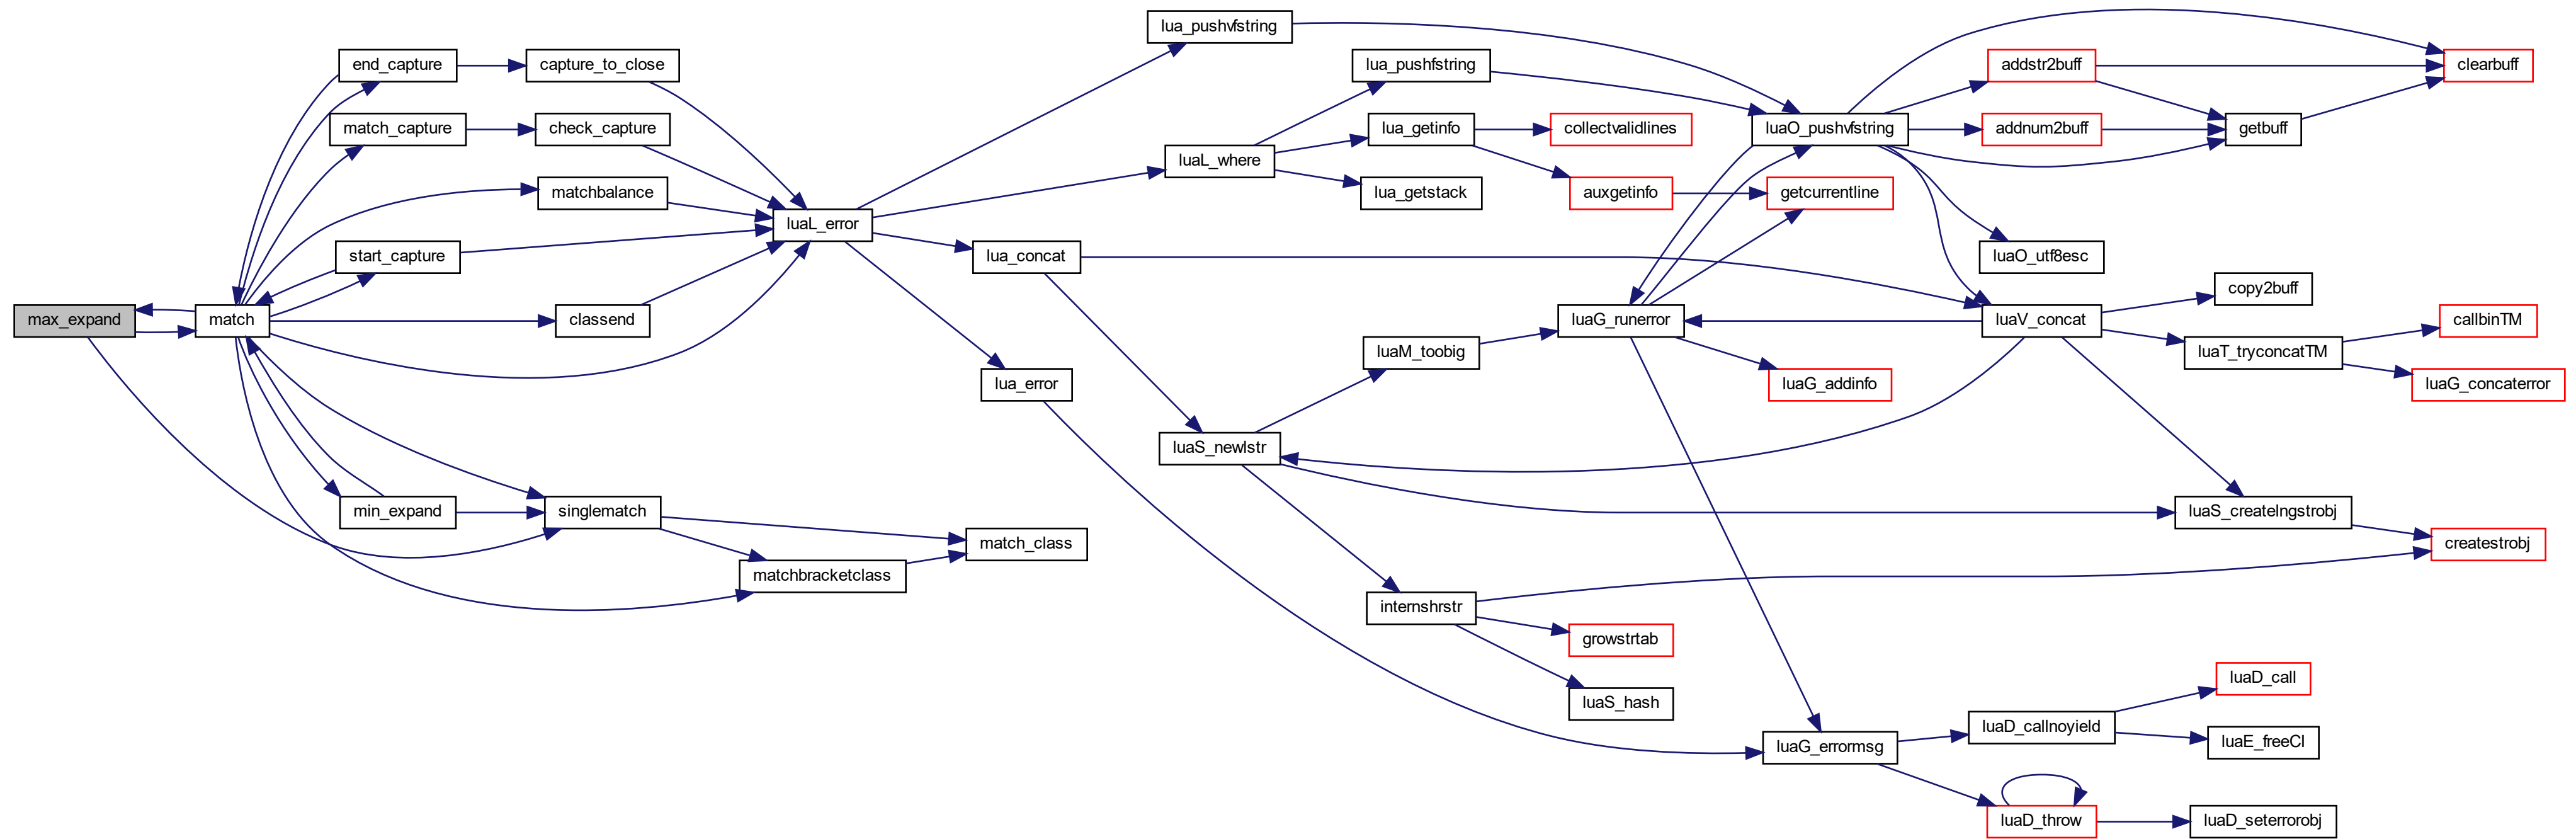 max_expand
match
end_capture
match_capture
capture_to_close
check_capture
matchbalance
start_capture
classend
min_expand
singlematch
matchbracketclass
match_class
luaL_error
lua_concat
lua_error
lua_pushvfstring
luaL_where
luaS_newlstr
lua_pushfstring
lua_getinfo
lua_getstack
luaM_toobig
internshrstr
collectvalidlines
auxgetinfo
luaG_runerror
growstrtab
luaS_hash
luaO_pushvfstring
getcurrentline
luaG_addinfo
luaG_errormsg
addstr2buff
addnum2buff
luaO_utf8esc
luaV_concat
luaD_callnoyield
luaD_throw
getbuff
copy2buff
luaT_tryconcatTM
luaS_createlngstrobj
luaD_call
luaE_freeCI
luaD_seterrorobj
clearbuff
callbinTM
luaG_concaterror
createstrobj